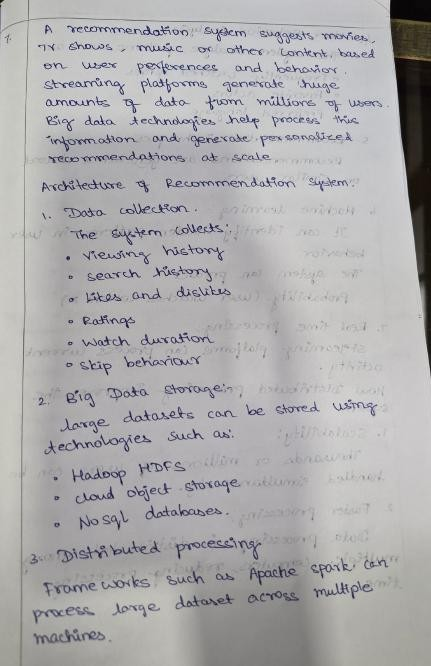 7. A recommendation system suggests movies,
TV shows, music or other content based
on user perferences and behavior.
streaming platforms generate huge
amounts of data from millions of users.
Big data technologies help process this
information and generate personalized
recommendations at scale
Architecture of Recommendation system:
1. Data collection.
The system collects:
• viewing history
• search history
• Likes and dislikes
• Ratings
• watch duration
• skip behaviour
2. Big Data Storage:
large datasets can be stored using
technologies such as:
• Hadoop HDFS
• cloud object storage
• NoSql databases.
3. Distributed processing.
Frameworks such as Apache spark can
process large dataset across multiple
machines.